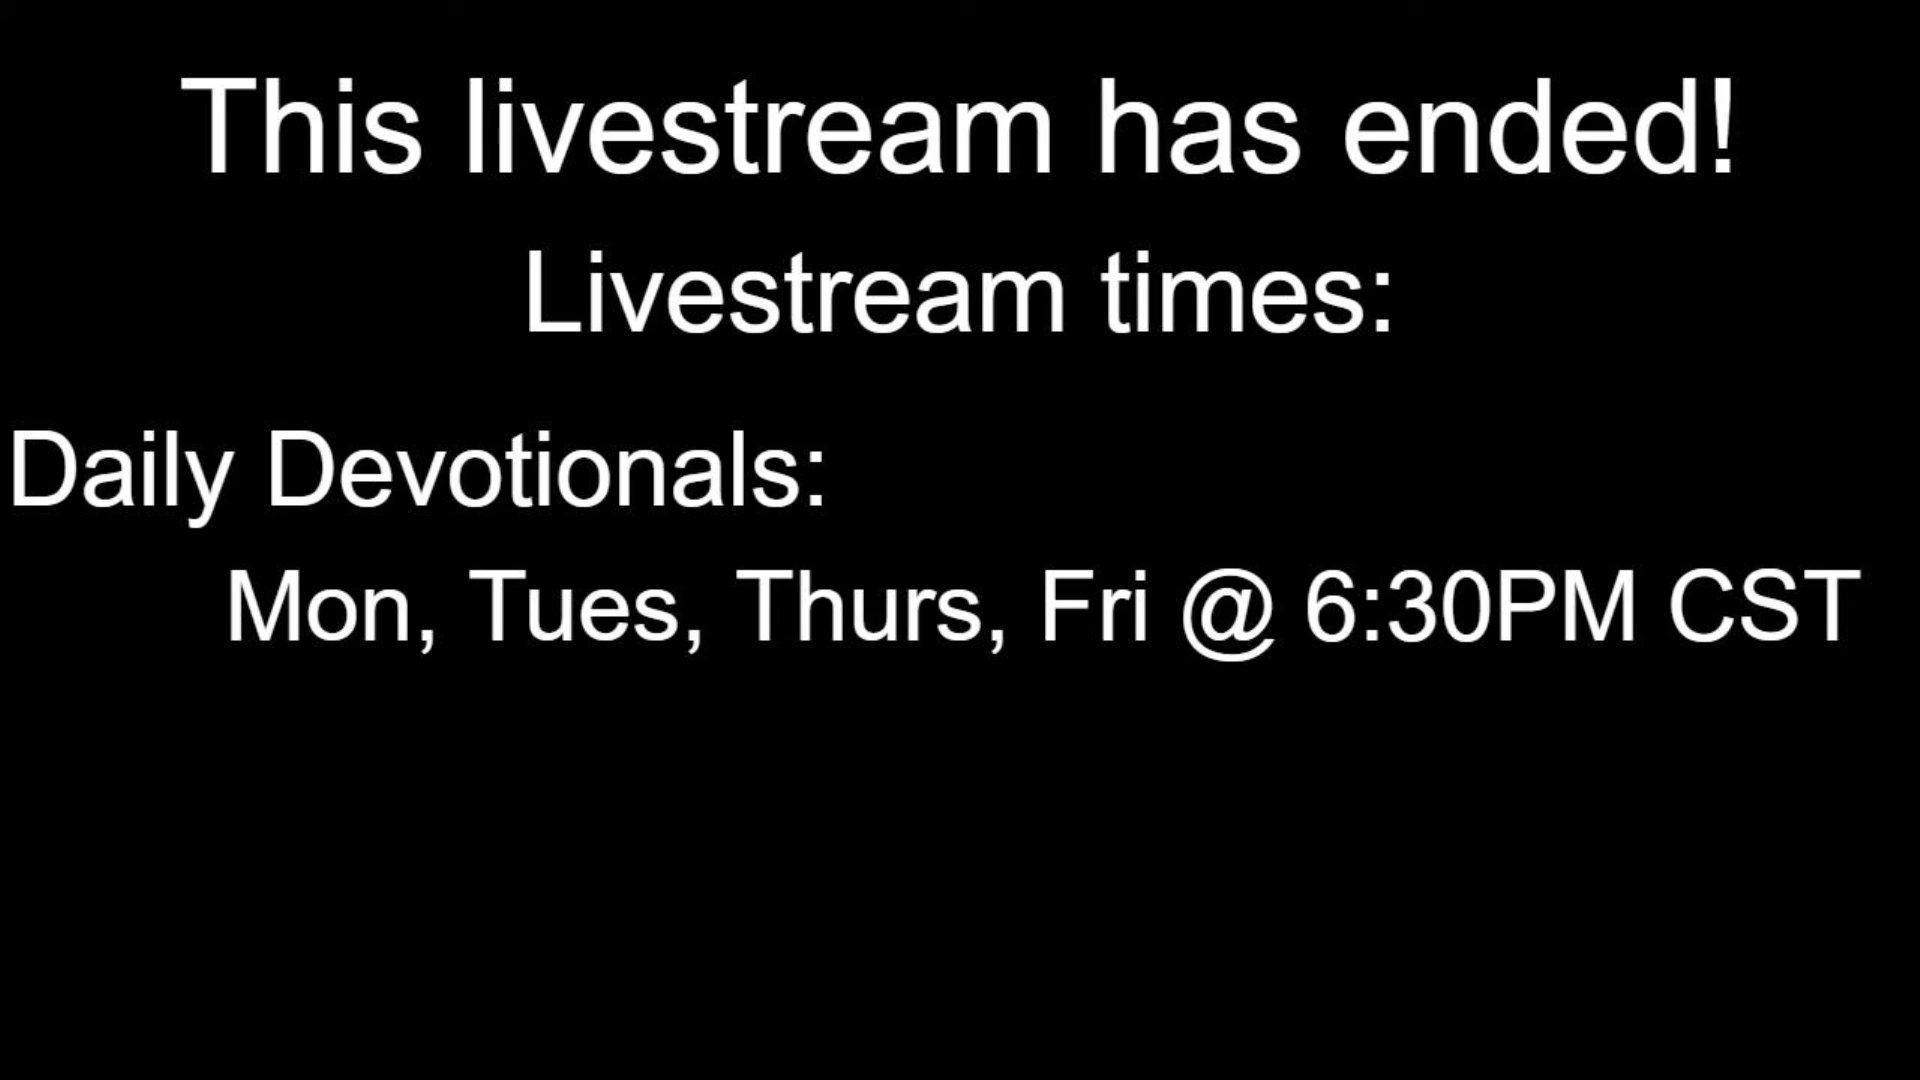 This livestream has ended!
Livestream times:
Daily Devotionals:
Mon, Tues, Thurs, Fri @ 6:30PM CST